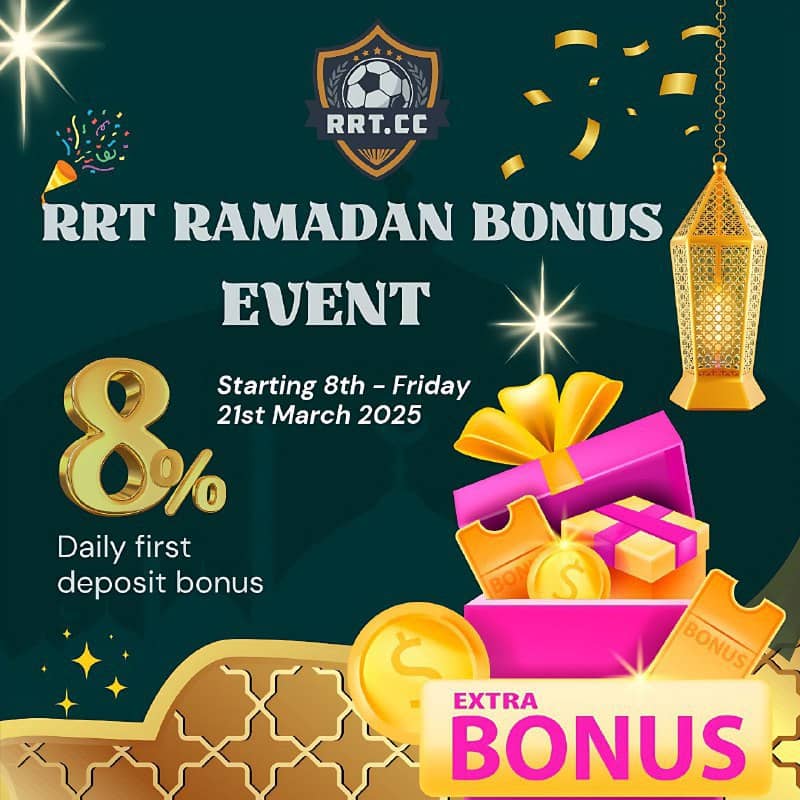 RRT.CC
RRT RAMADAN BONUS
EVENT
Starting 8th - Friday
21st March 2025
8%
Daily first
deposit bonus
BONUS
EXTRA
BONUS